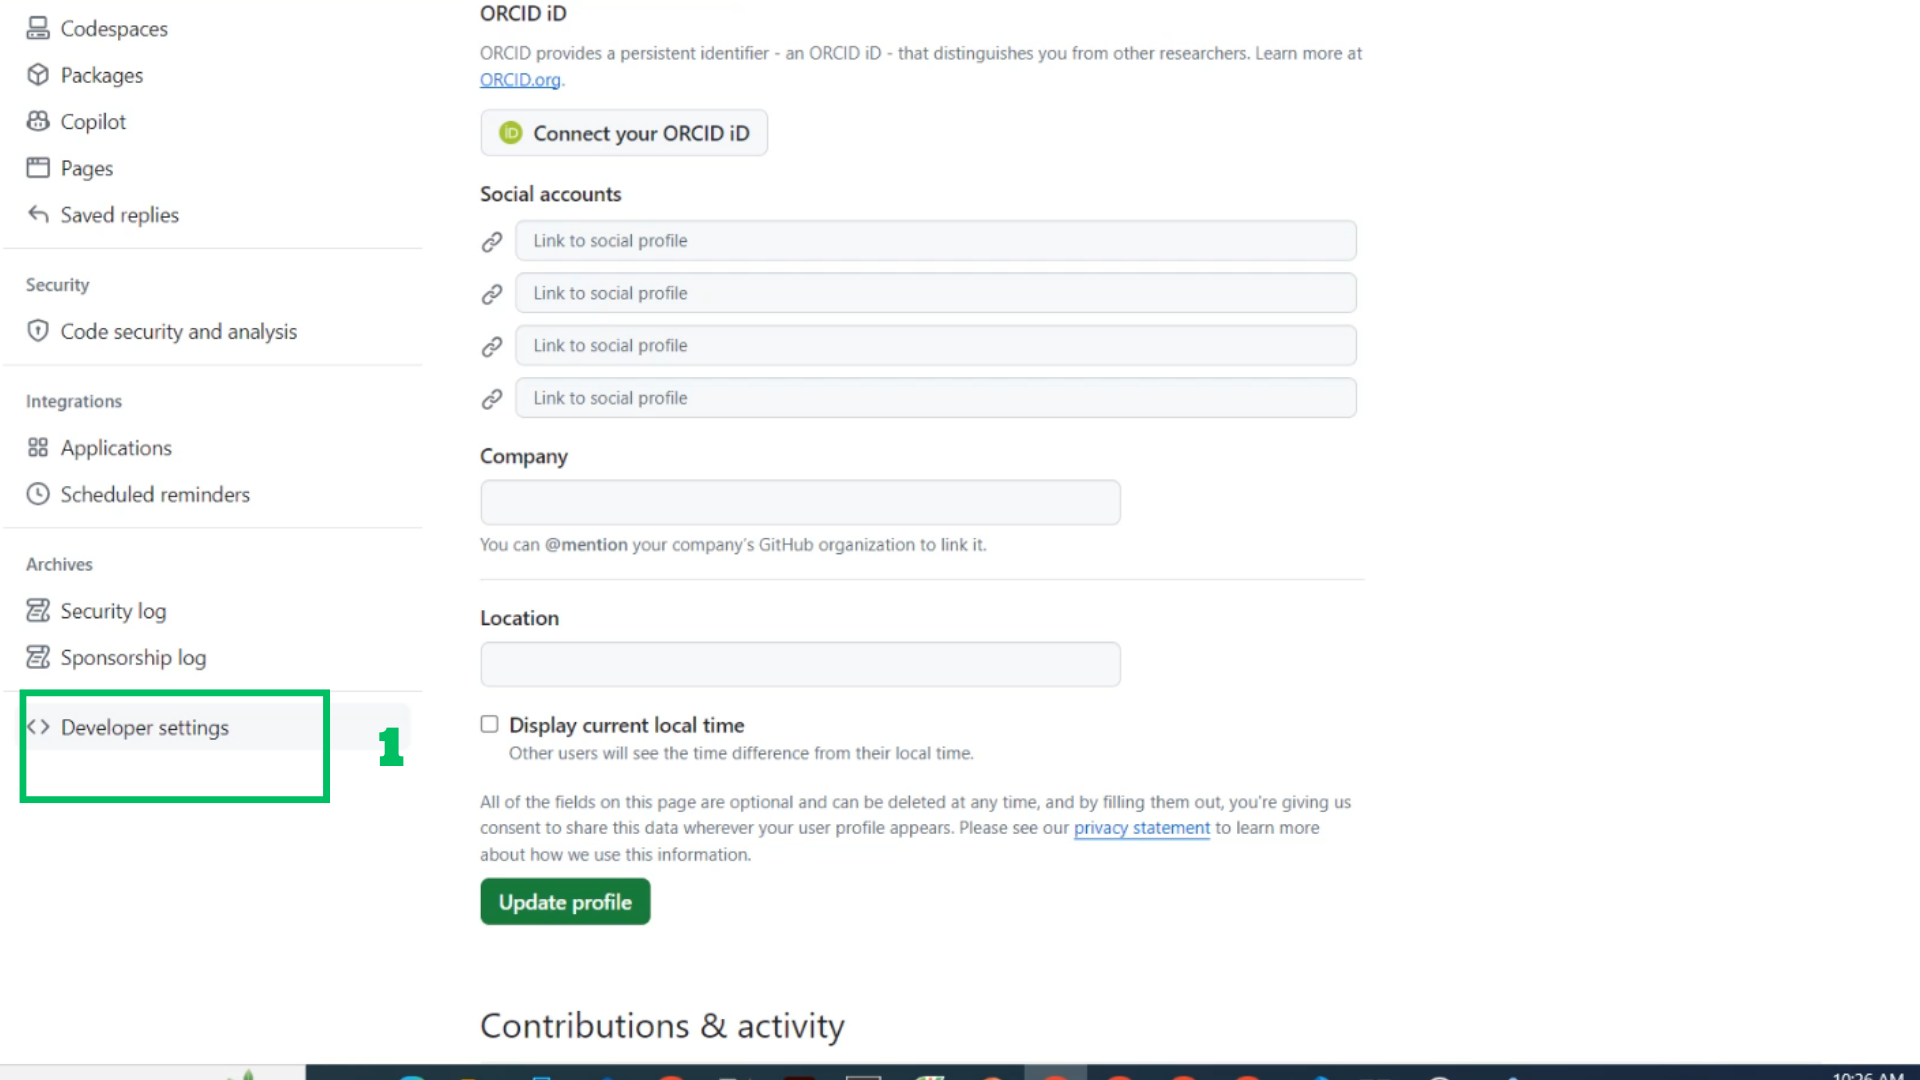 Codespaces
Packages
Copilot
Pages
Saved replies
Security
Code security and analysis
Integrations
Applications
Scheduled reminders
Archives
Security log
Sponsorship log
Developer settings
1
ORCID iD
ORCID provides a persistent identifier - an ORCID iD - that distinguishes you from other researchers. Learn more at
ORCID.org.
iD Connect your ORCID iD
Social accounts
Link to social profile
Link to social profile
Link to social profile
Link to social profile
Company
You can @mention your company's GitHub organization to link it.
Location
Display current local time
Other users will see the time difference from their local time.
All of the fields on this page are optional and can be deleted at any time, and by filling them out, you're giving us
consent to share this data wherever your user profile appears. Please see our privacy statement to learn more
about how we use this information.
Update profile
Contributions & activity
10:26 AM